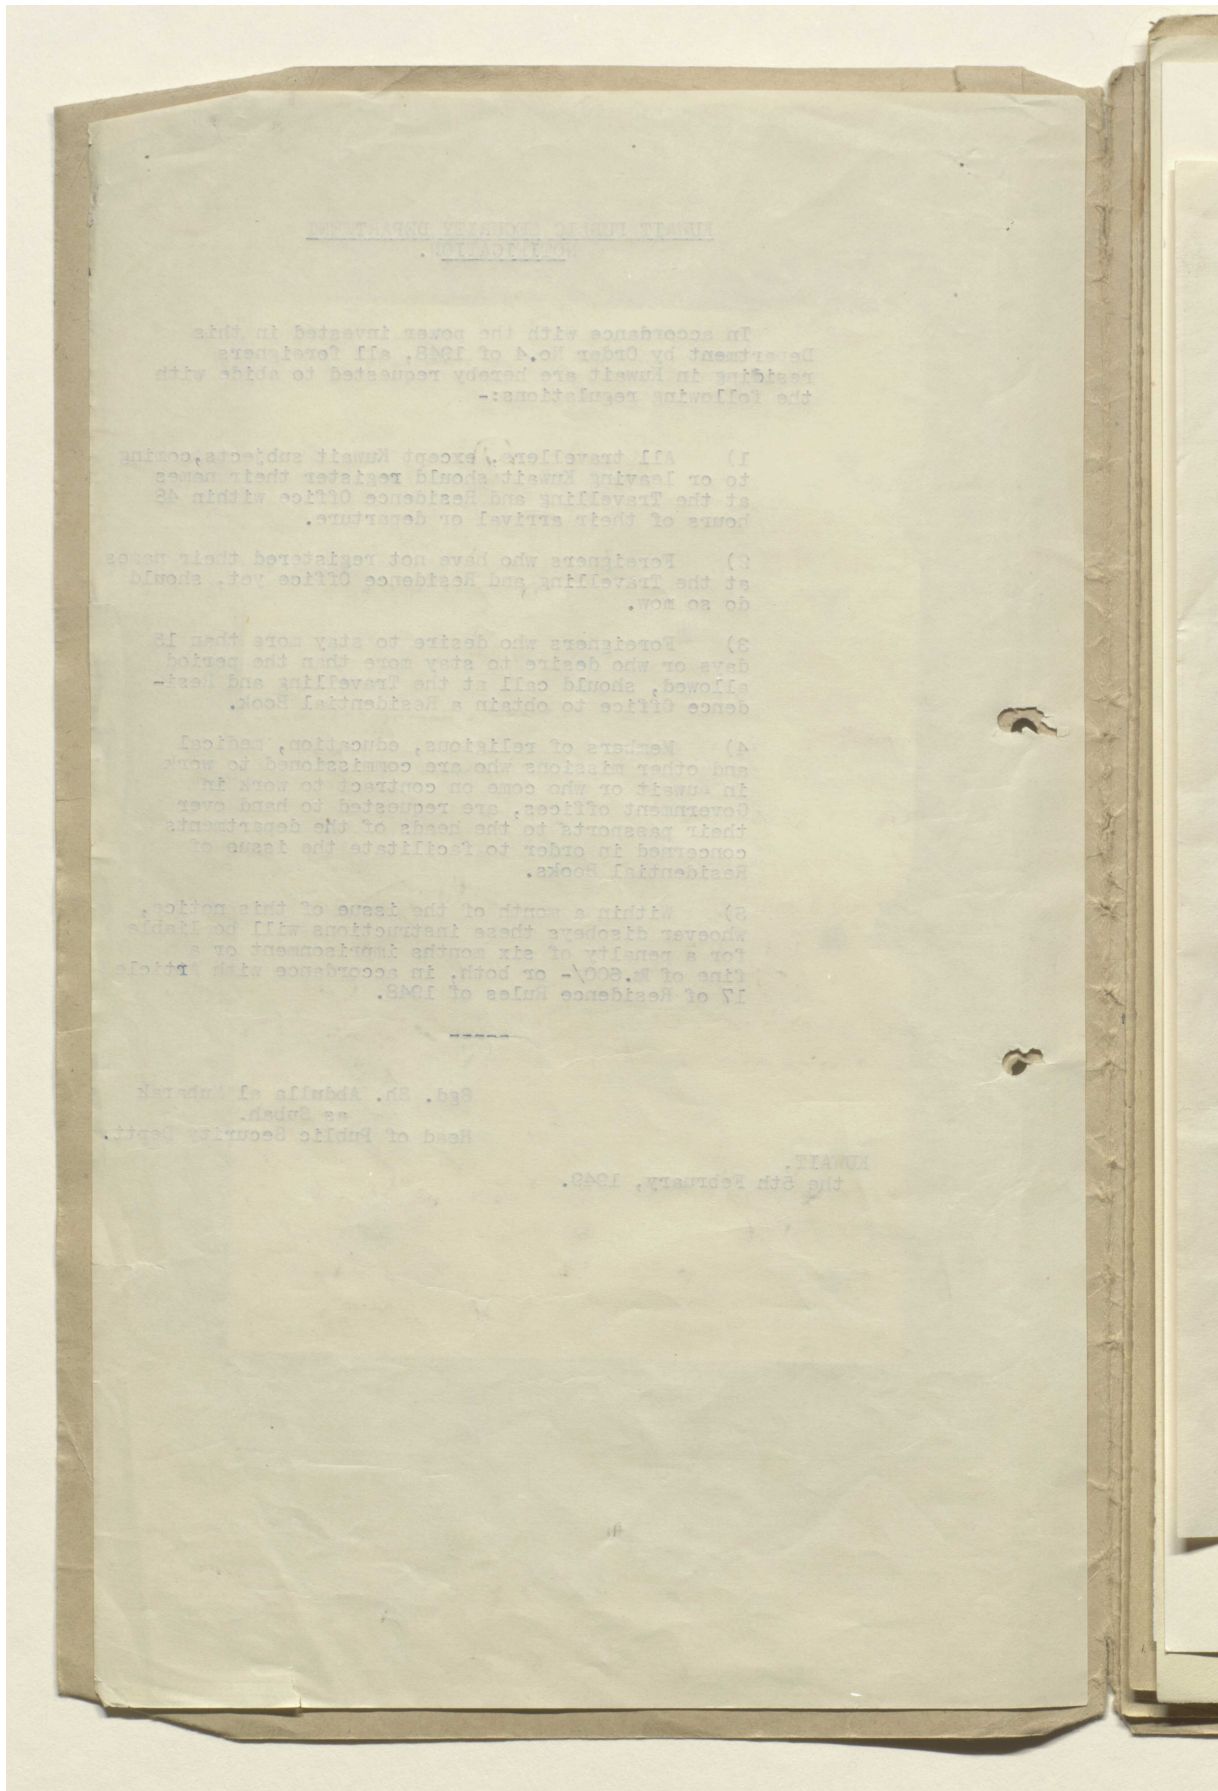 KUWAIT PUBLIC SECURITY DEPARTMENT
NOTIFICATION.
In accordance with the power invested in this
Department by Order No.4 of 1948, all foreigners
residing in Kuwait are hereby requested to abide with
the following regulations:-
1) All travellers, except Kuwait subjects,coming
to or leaving Kuwait should register their names
at the Travelling and Residence Office within 48
hours of their arrival or departure.
2) Foreigners who have not registered their names
at the Travelling and Residence Office yet, should
do so now.
3) Foreigners who desire to stay more than 18
days or who desire to stay more than the period
allowed, should call at the Travelling and Resi-
dence Office to obtain a Residential Book.
4) Members of religious, education, medical
and other missions who are commissioned to work
in Kuwait or who come on contract to work in
Government offices, are requested to hand over
their passports to the heads of the departments
concerned in order to facilitate the issue of
Residential Books.
5) Within a month of the issue of this notice,
whoever disobeys these instructions will be liable
for a penalty of six months imprisonment or a
fine of Rs.600/- or both, in accordance with Article
17 of Residence Rules of 1948.
-----
Sgd. Sh. Abdulla al Mubarak
as Subah.
Head of Public Security Deptt.
KUWAIT,
the 5th February, 1949.